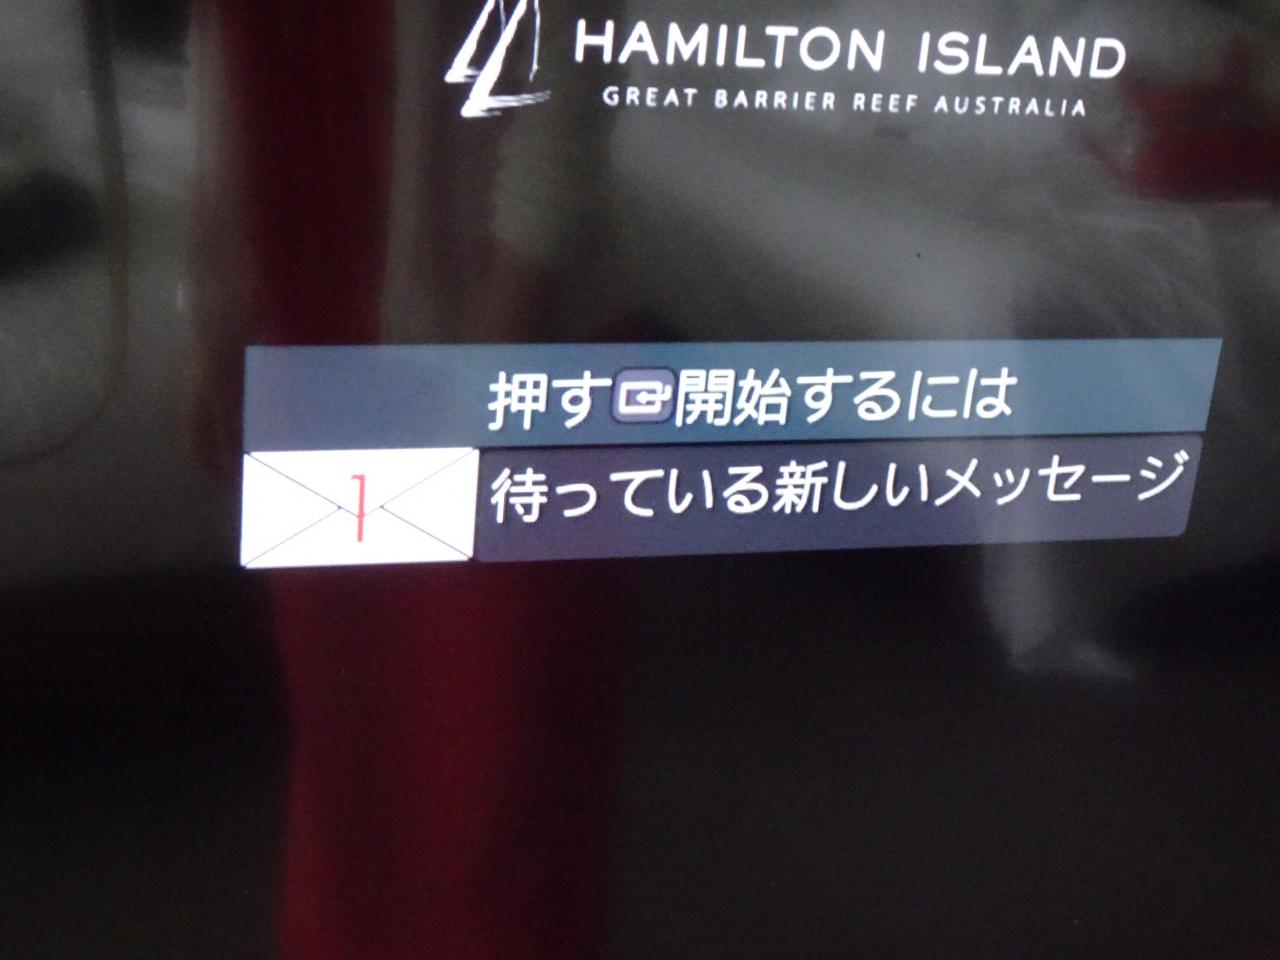 HAMILTON ISLAND
GREAT BARRIER REEF AUSTRALIA
押す開始するには
1
待っている新しいメッセージ